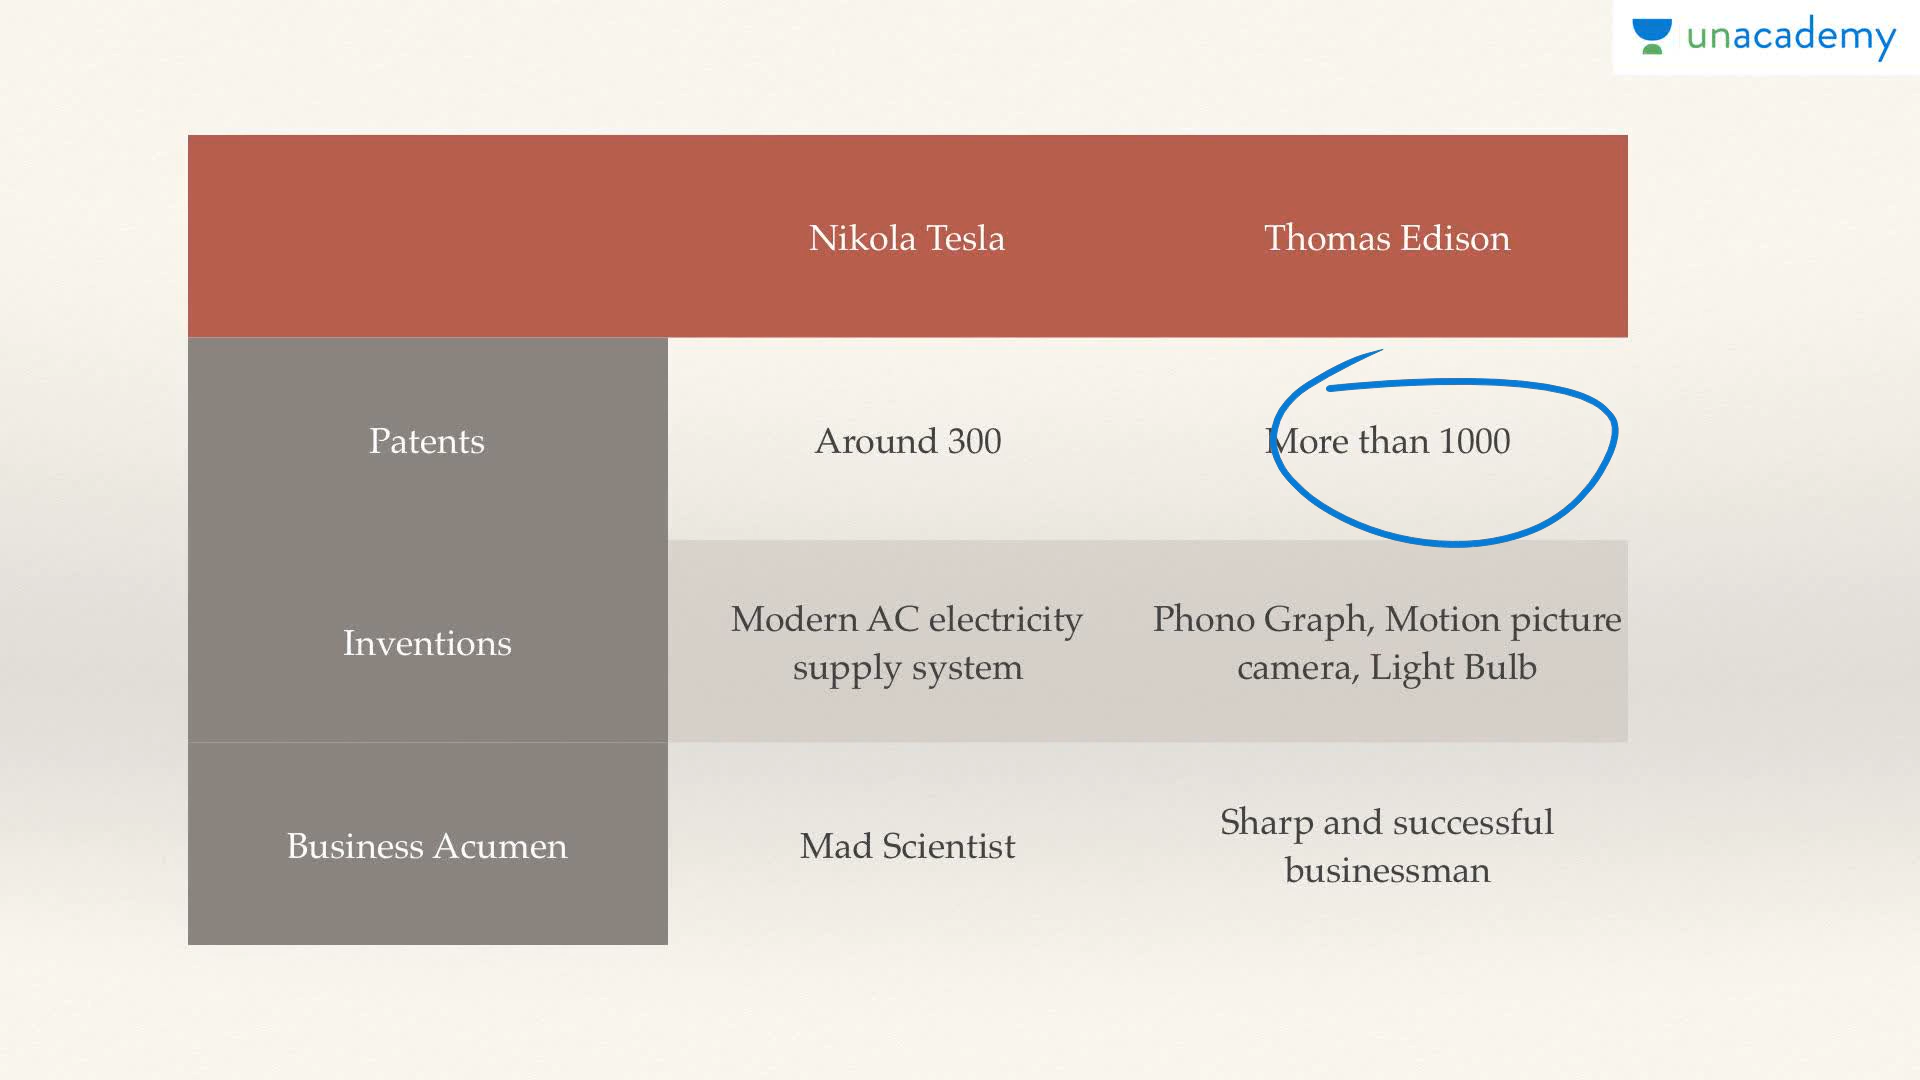 unacademy
Nikola Tesla
Thomas Edison
Patents
Around 300
More than 1000
Inventions
Modern AC electricity
supply system
Phono Graph, Motion picture
camera, Light Bulb
Business Acumen
Mad Scientist
Sharp and successful
businessman